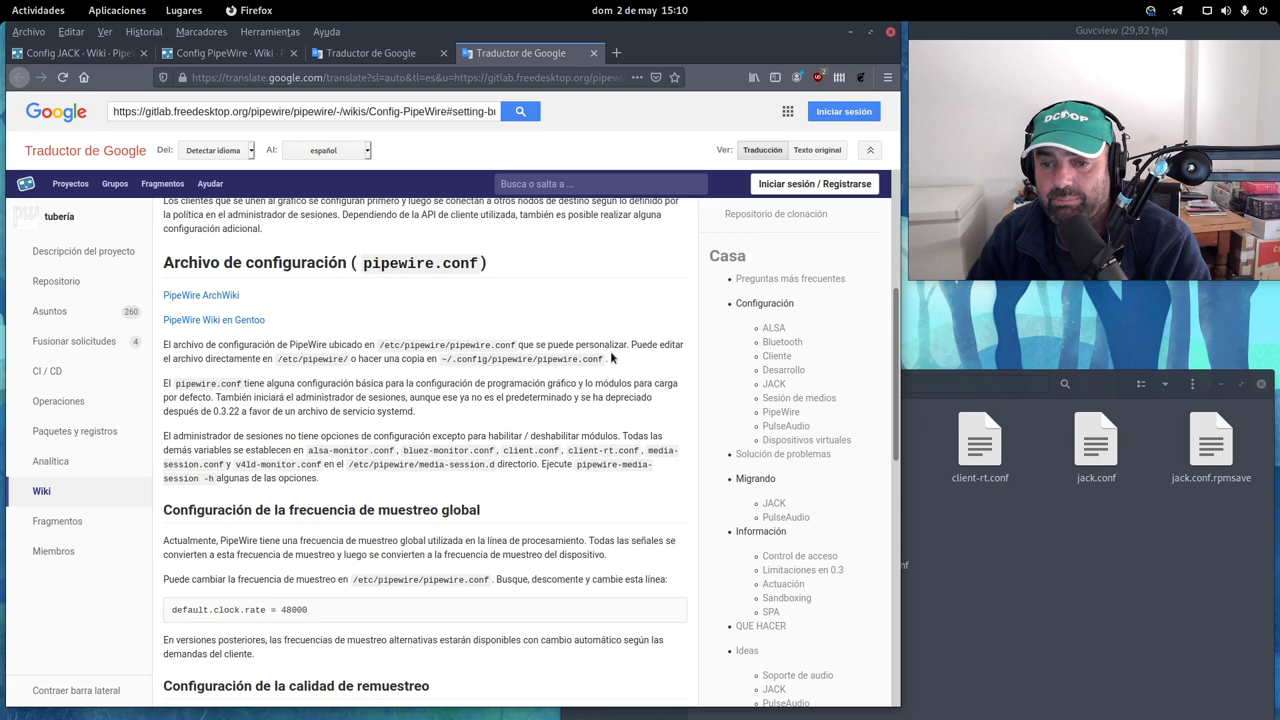 Actividades Aplicaciones Lugares Firefox dom 2 de may 15:10
Archivo Editar Ver Historial Marcadores Herramientas Ayuda
Config JACK · Wiki · Pipe Config PipeWire · Wiki · P Traductor de Google Traductor de Google
https://translate.google.com/translate?sl=auto&tl=es&u=https://gitlab.freedesktop.org/pipew 2
Google https://gitlab.freedesktop.org/pipewire/pipewire/-/wikis/Config-PipeWire#setting-bu Iniciar sesión
Traductor de Google Del: Detectar idioma Al: español Ver: Traducción Texto original
Proyectos Grupos Fragmentos Ayuda Busca o salta a ... Iniciar sesión / Registrarse
tubería
Descripción del proyecto
Repositorio
Asuntos 260
Fusionar solicitudes 4
CI / CD
Operaciones
Paquetes y registros
Analítica
Wiki
Fragmentos
Miembros
Contraer barra lateral
Los clientes que se unen al gráfico se configuran primero y luego se conectan a otros nodos de destino según lo definido por
la política en el administrador de sesiones. Dependiendo de la API de cliente utilizada, también es posible realizar alguna
configuración adicional.
Archivo de configuración ( pipewire.conf )
PipeWire ArchWiki
PipeWire Wiki en Gentoo
El archivo de configuración de PipeWire ubicado en /etc/pipewire/pipewire.conf que se puede personalizar. Puede editar
el archivo directamente en /etc/pipewire/ o hacer una copia en ~/.config/pipewire/pipewire.conf .
El pipewire.conf tiene alguna configuración básica para la configuración de programación gráfico y lo módulos para carga
por defecto. También iniciará el administrador de sesiones, aunque ese ya no es el predeterminado y se ha depreciado
después de 0.3.22 a favor de un archivo de servicio systemd.
El administrador de sesiones no tiene opciones de configuración excepto para habilitar / deshabilitar módulos. Todas las
demás variables se establecen en alsa-monitor.conf, bluez-monitor.conf, client.conf, client-rt.conf, media-
session.conf y v4ld-monitor.conf en el /etc/pipewire/media-session.d directorio. Ejecute pipewire-media-
session -h algunas de las opciones.
Configuración de la frecuencia de muestreo global
Actualmente, PipeWire tiene una frecuencia de muestreo global utilizada en la línea de procesamiento. Todas las señales se
convierten a esta frecuencia de muestreo y luego se convierten a la frecuencia de muestreo del dispositivo.
Puede cambiar la frecuencia de muestreo en /etc/pipewire/pipewire.conf . Busque, descomente y cambie esta línea:
default.clock.rate = 48000
En versiones posteriores, las frecuencias de muestreo alternativas estarán disponibles con cambio automático según las
demandas del cliente.
Configuración de la calidad de remuestreo
Repositorio de clonación
Casa
Preguntas más frecuentes
Configuración
ALSA
Bluetooth
Cliente
Desarrollo
JACK
Sesión de medios
PipeWire
PulseAudio
Dispositivos virtuales
Solución de problemas
Migrando
JACK
PulseAudio
Información
Control de acceso
Limitaciones en 0.3
Actuación
Sandboxing
SPA
QUE HACER
Ideas
Soporte de audio
JACK
PulseAudio
Guvcview (29,92 fps)
DCOOP
client-rt.conf jack.conf jack.conf.rpmsave
nf